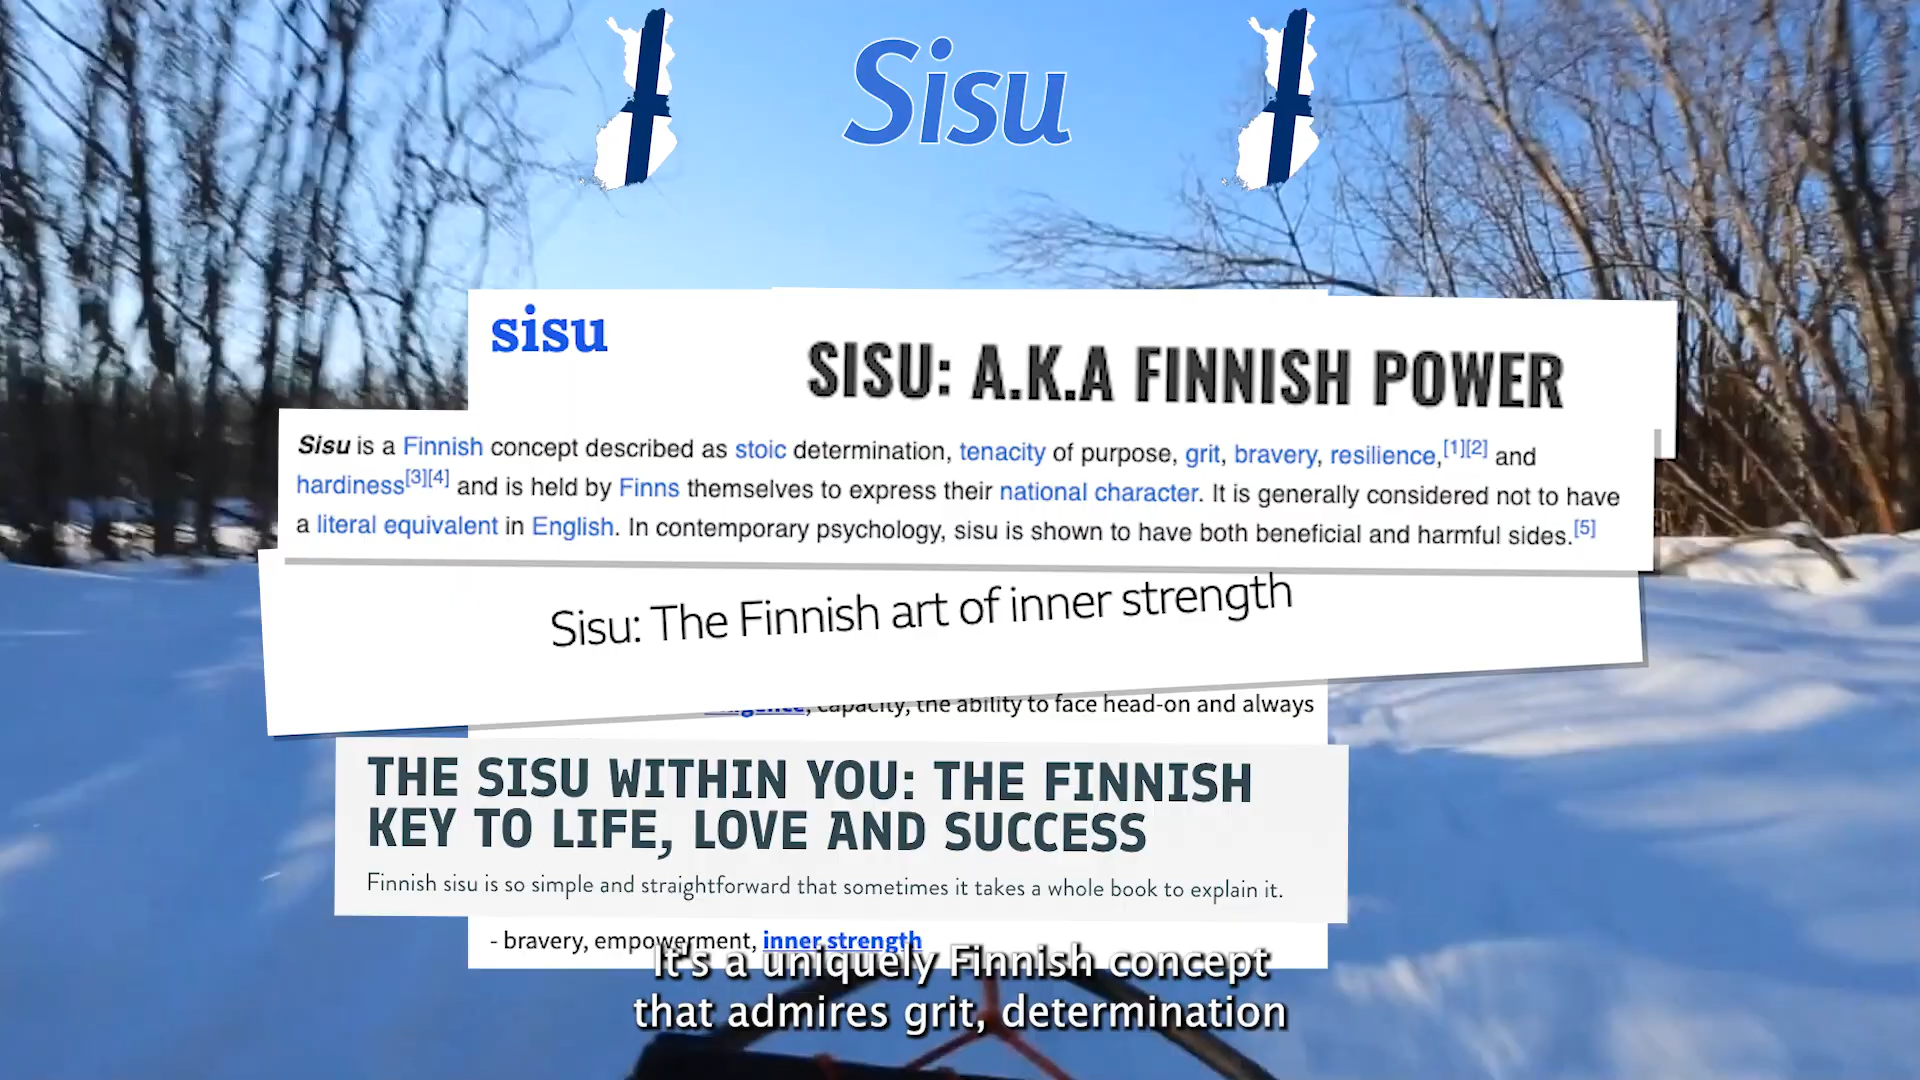 Sisu
sisu
SISU: A.K.A FINNISH POWER
Sisu is a Finnish concept described as stoic determination, tenacity of purpose, grit, bravery, resilience,[1][2] and
hardiness[3][4] and is held by Finns themselves to express their national character. It is generally considered not to have
a literal equivalent in English. In contemporary psychology, sisu is shown to have both beneficial and harmful sides.[5]
Sisu: The Finnish art of inner strength
capacity, the ability to face head-on and always
THE SISU WITHIN YOU: THE FINNISH
KEY TO LIFE, LOVE AND SUCCESS
Finnish sisu is so simple and straightforward that sometimes it takes a whole book to explain it.
- bravery, empowerment, inner strength
It's a uniquely Finnish concept
that admires grit, determination